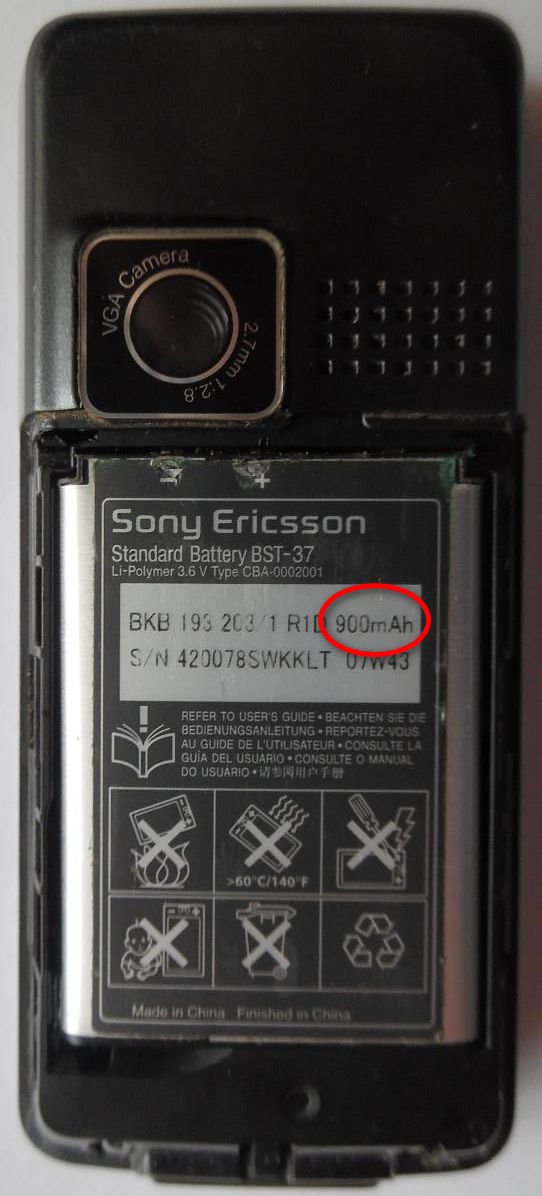 VGA Camera
2.7mm 1:2.8
- +
Sony Ericsson
Standard Battery BST-37
Li-Polymer 3.6 V Type CBA-0002001
BKB 193 203/1 R1D 900mAh
S/N 420078SWKKLT 07W43
REFER TO USER'S GUIDE • BEACHTEN SIE DIE
BEDIENUNGSANLEITUNG • REPORTEZ-VOUS
AU GUIDE DE L'UTILISATEUR • CONSULTE LA
GUÍA DEL USUARIO • CONSULTE O MANUAL
DO USUARIO • 请参阅用户手册
>60°C/140°F
Made in China Finished in China